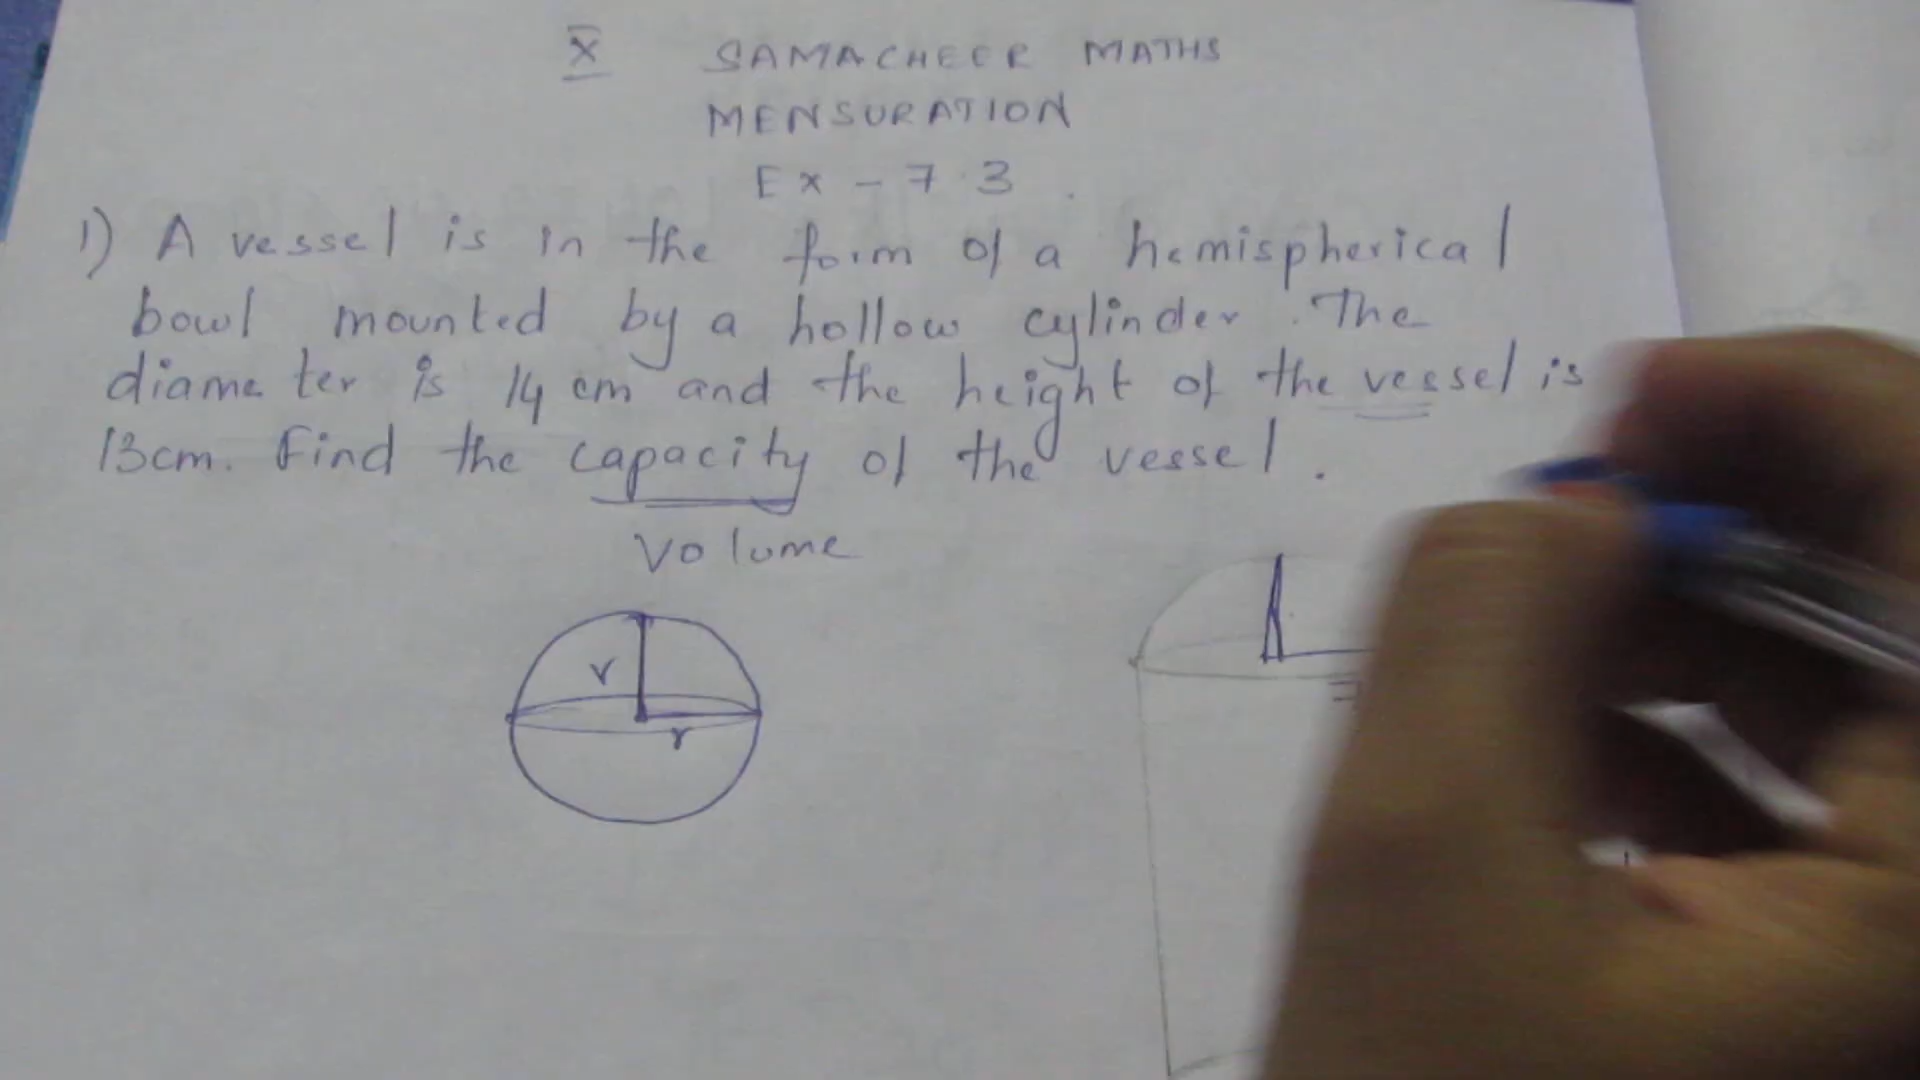 X SAMACHEER MATHS
MENSURATION
Ex - 7.3.
1) A vessel is in the form of a hemispherical
bowl mounted by a hollow cylinder. The
diameter is 14 cm and the height of the vessel is
13cm. Find the capacity of the vessel.
Volume
r
r